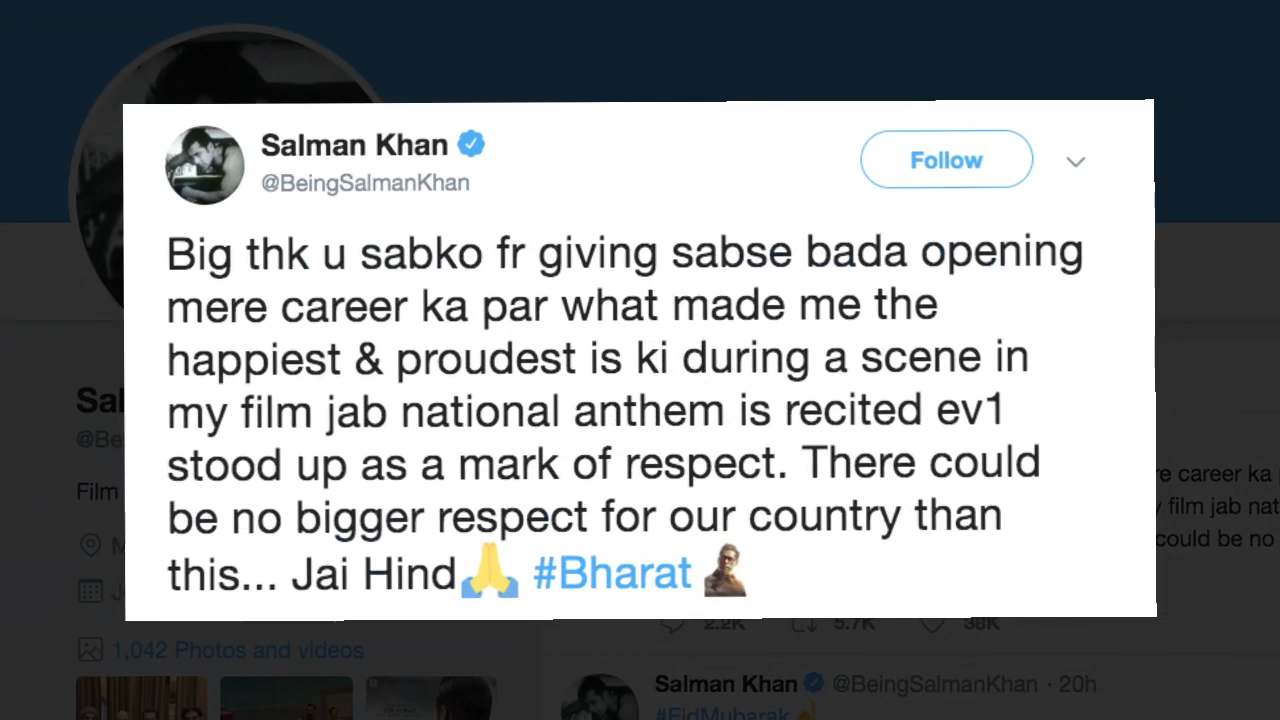 Salman Khan
@BeingSalmanKhan
Follow
Big thk u sabko fr giving sabse bada opening
mere career ka par what made me the
happiest & proudest is ki during a scene in
my film jab national anthem is recited ev1
stood up as a mark of respect. There could
be no bigger respect for our country than
this... Jai Hind🙏 #Bharat
Sal
@Be
Film
M
J
1,042 Photos and videos
re career ka
film jab nat
could be no
2.2K 5.7K 38K
Salman Khan @BeingSalmanKhan · 20h
#EidMubarak